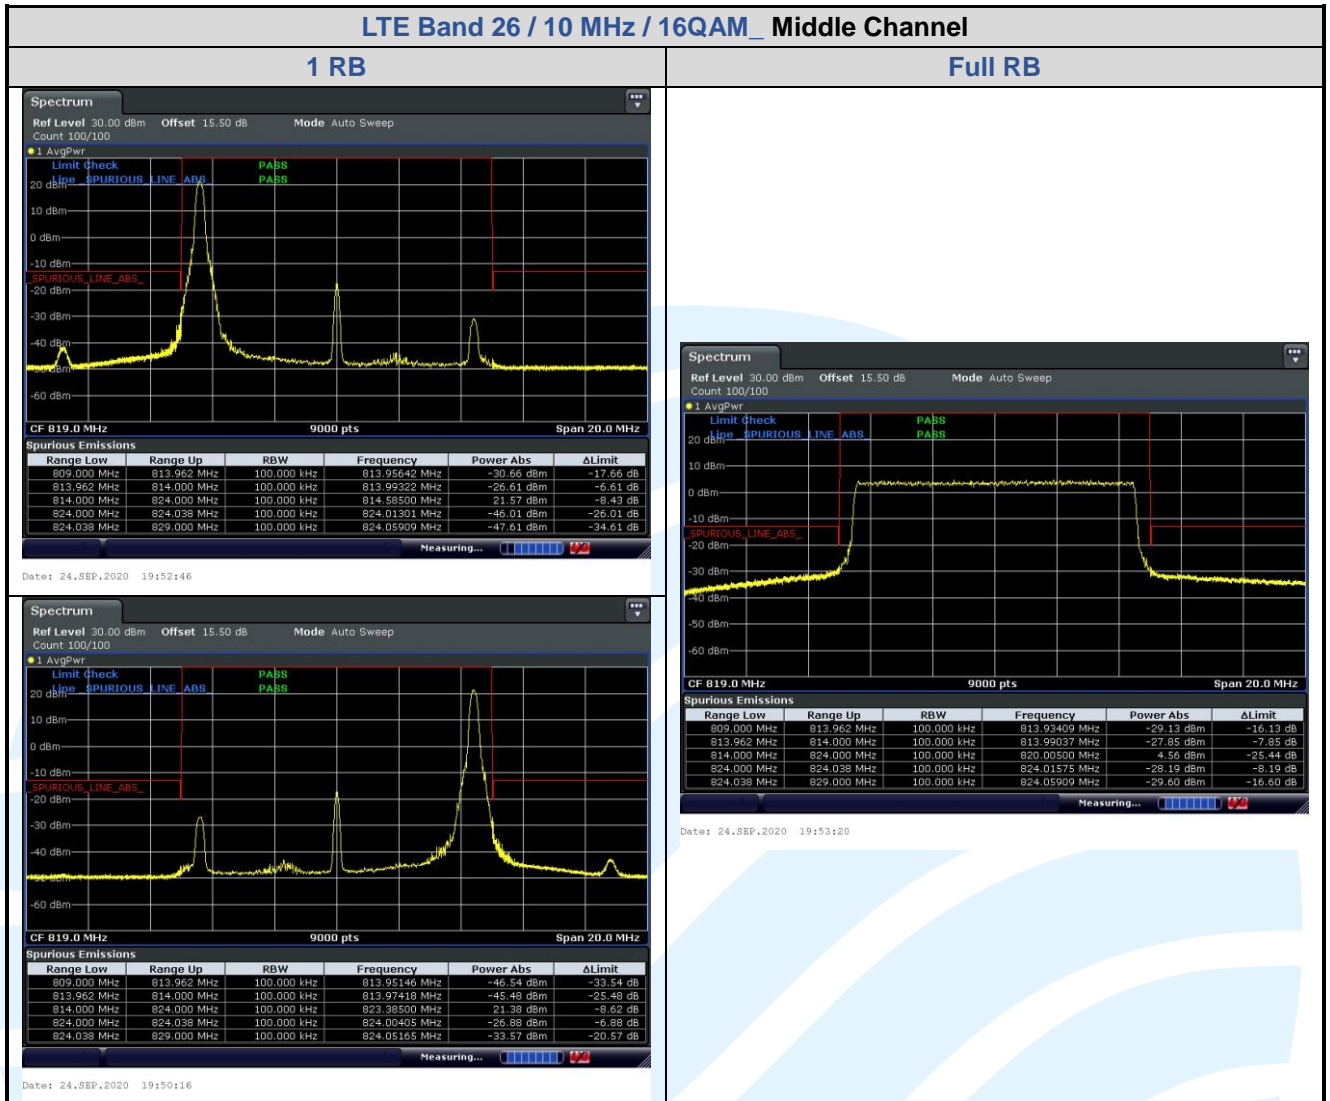 LTE Band 26 / 10 MHz / 16QAM_ Middle Channel
1 RB
Full RB
Spectrum
Ref Level 30.00 dBm Offset 15.50 dB Mode Auto Sweep
Count 100/100
1 AvgPwr
Limit Check PASS
Line _SPURIOUS_LINE_ABS_ PASS
20 dBm
10 dBm
0 dBm
-10 dBm
_SPURIOUS_LINE_ABS_
-20 dBm
-30 dBm
-40 dBm
-50 dBm
-60 dBm
CF 819.0 MHz 9000 pts Span 20.0 MHz
Spurious Emissions
Range Low Range Up RBW Frequency Power Abs ΔLimit
809.000 MHz 813.962 MHz 100.000 kHz 813.95642 MHz -30.66 dBm -17.66 dB
813.962 MHz 814.000 MHz 100.000 kHz 813.99322 MHz -26.61 dBm -6.61 dB
814.000 MHz 824.000 MHz 100.000 kHz 814.58500 MHz 21.57 dBm -8.43 dB
824.000 MHz 824.038 MHz 100.000 kHz 824.01301 MHz -46.01 dBm -26.01 dB
824.038 MHz 829.000 MHz 100.000 kHz 824.05909 MHz -47.61 dBm -34.61 dB
Measuring...
Date: 24.SEP.2020 19:52:46
Spectrum
Ref Level 30.00 dBm Offset 15.50 dB Mode Auto Sweep
Count 100/100
1 AvgPwr
Limit Check PASS
Line _SPURIOUS_LINE_ABS_ PASS
20 dBm
10 dBm
0 dBm
-10 dBm
_SPURIOUS_LINE_ABS_
-20 dBm
-30 dBm
-40 dBm
-50 dBm
-60 dBm
CF 819.0 MHz 9000 pts Span 20.0 MHz
Spurious Emissions
Range Low Range Up RBW Frequency Power Abs ΔLimit
809.000 MHz 813.962 MHz 100.000 kHz 813.95146 MHz -46.54 dBm -33.54 dB
813.962 MHz 814.000 MHz 100.000 kHz 813.97418 MHz -45.48 dBm -25.48 dB
814.000 MHz 824.000 MHz 100.000 kHz 823.38500 MHz 21.38 dBm -8.62 dB
824.000 MHz 824.038 MHz 100.000 kHz 824.00405 MHz -26.88 dBm -6.88 dB
824.038 MHz 829.000 MHz 100.000 kHz 824.05165 MHz -33.57 dBm -20.57 dB
Measuring...
Date: 24.SEP.2020 19:50:16
Spectrum
Ref Level 30.00 dBm Offset 15.50 dB Mode Auto Sweep
Count 100/100
1 AvgPwr
Limit Check PASS
Line _SPURIOUS_LINE_ABS_ PASS
20 dBm
10 dBm
0 dBm
-10 dBm
_SPURIOUS_LINE_ABS_
-20 dBm
-30 dBm
-40 dBm
-50 dBm
-60 dBm
CF 819.0 MHz 9000 pts Span 20.0 MHz
Spurious Emissions
Range Low Range Up RBW Frequency Power Abs ΔLimit
809.000 MHz 813.962 MHz 100.000 kHz 813.93409 MHz -29.13 dBm -16.13 dB
813.962 MHz 814.000 MHz 100.000 kHz 813.99037 MHz -27.85 dBm -7.85 dB
814.000 MHz 824.000 MHz 100.000 kHz 820.00500 MHz 4.56 dBm -25.44 dB
824.000 MHz 824.038 MHz 100.000 kHz 824.01575 MHz -28.19 dBm -8.19 dB
824.038 MHz 829.000 MHz 100.000 kHz 824.05909 MHz -29.60 dBm -16.60 dB
Measuring...
Date: 24.SEP.2020 19:53:20